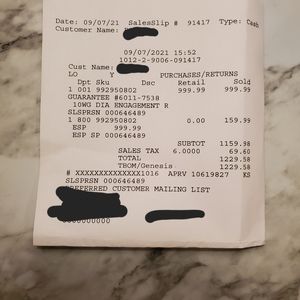 Date: 09/07/21 SalesSlip # 91417 Type: Cash
Customer Name:
09/07/2021 15:52
1012-2-9006-091417
Cust Name:
LO Y PURCHASES/RETURNS
Dpt Sku Dsc Retail Sold
1 001 992950802 999.99 999.99
GUARANTEE #6011-7538
10WG DIA ENGAGEMENT R
SLSPRSN 000646489
1 800 992950802 0.00 159.99
ESP 999.99
ESP SP 000646489
SUBTOT 1159.98
SALES TAX 6.0000 69.60
TOTAL 1229.58
TBOM/Genesis 1229.58
# XXXXXXXXXXXX1016 APRV 10619827 KS
SLSPRSN 000646489
PREFERRED CUSTOMER MAILING LIST
0000000000